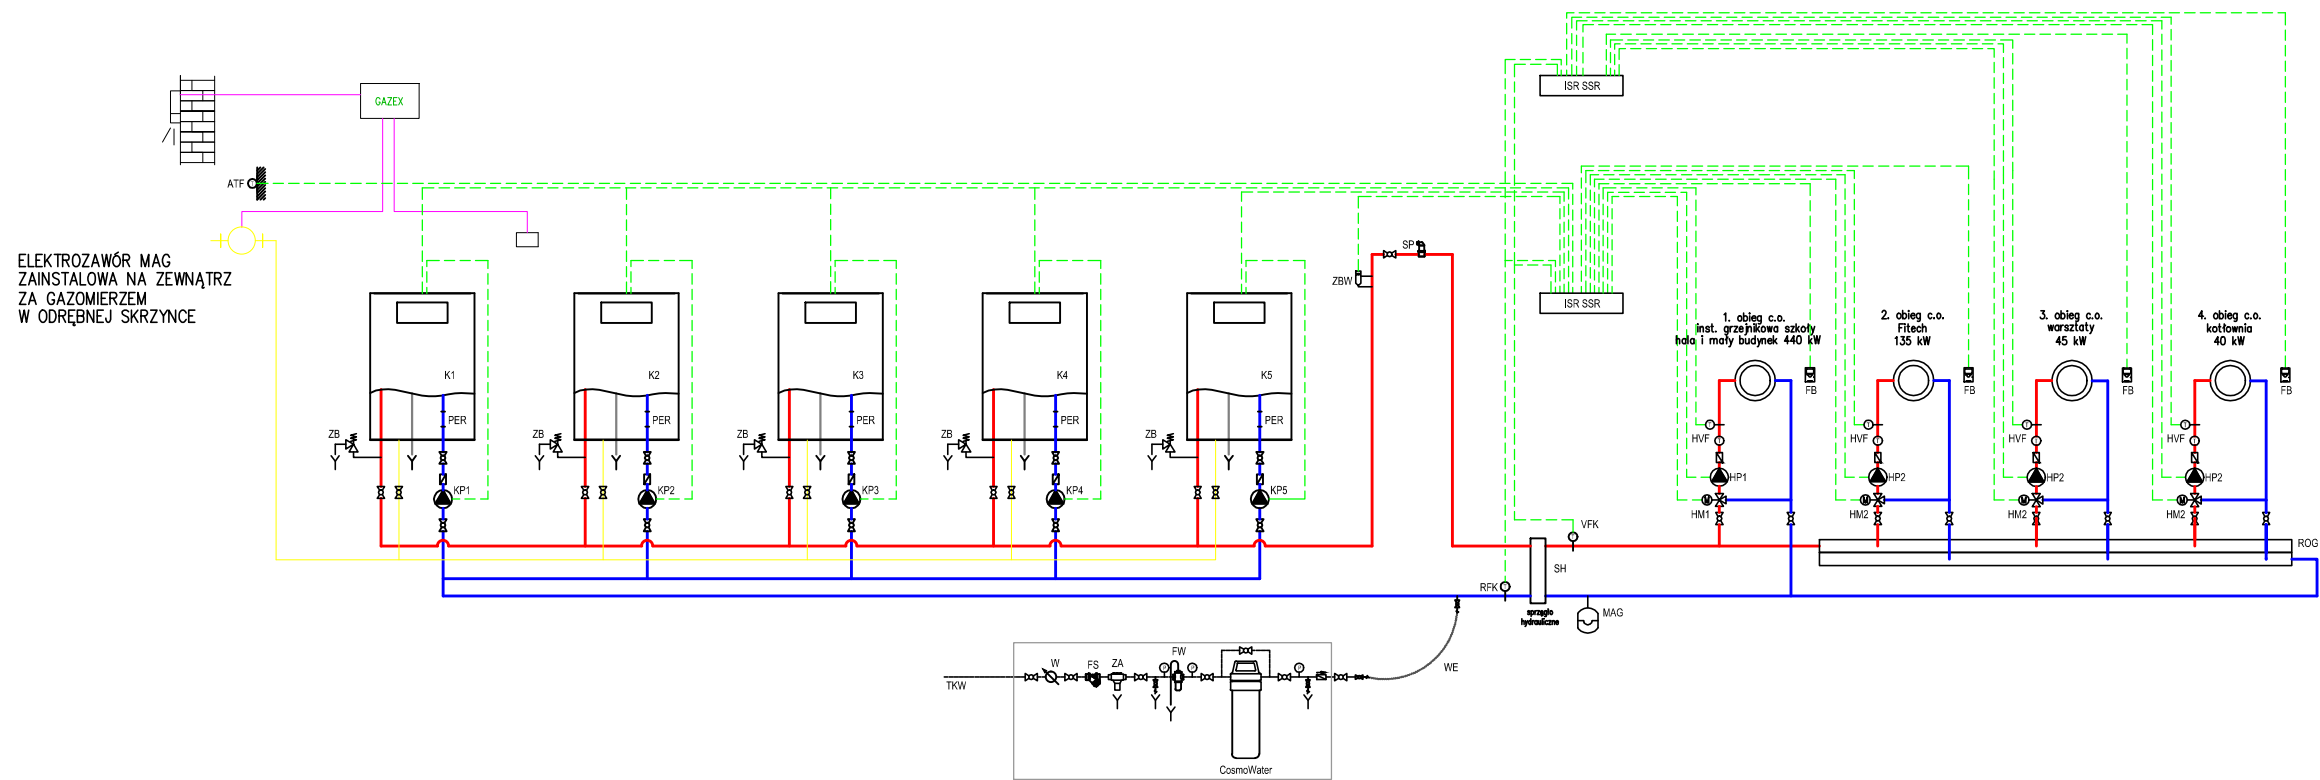 ISR SSR
GAZEX
ATF
ELEKTROZAWÓR MAG
ZAINSTALOWA NA ZEWNĄTRZ
ZA GAZOMIERZEM
W ODRĘBNEJ SKRZYNCE
SP
ZBW
ISR SSR
1. obieg c.o.
inst. grzejnikowa szkoły
hala i mały budynek 440 kW
2. obieg c.o.
Fitech
135 kW
3. obieg c.o.
warsztaty
45 kW
4. obieg c.o.
kotłownia
40 kW
K1
K2
K3
K4
K5
FB
FB
FB
FB
PER
PER
PER
PER
PER
ZB
ZB
ZB
ZB
ZB
HVF
HVF
HVF
HVF
T
T
T
T
T
T
T
T
HP1
HP2
HP2
HP2
KP1
KP2
KP3
KP4
KP5
M
M
M
M
HM1
HM2
HM2
HM2
VFK
ROG
SH
RFK
sprzęgło
hydrauliczne
MAG
W
FS
ZA
FW
WE
P
P
P
TKW
CosmoWater